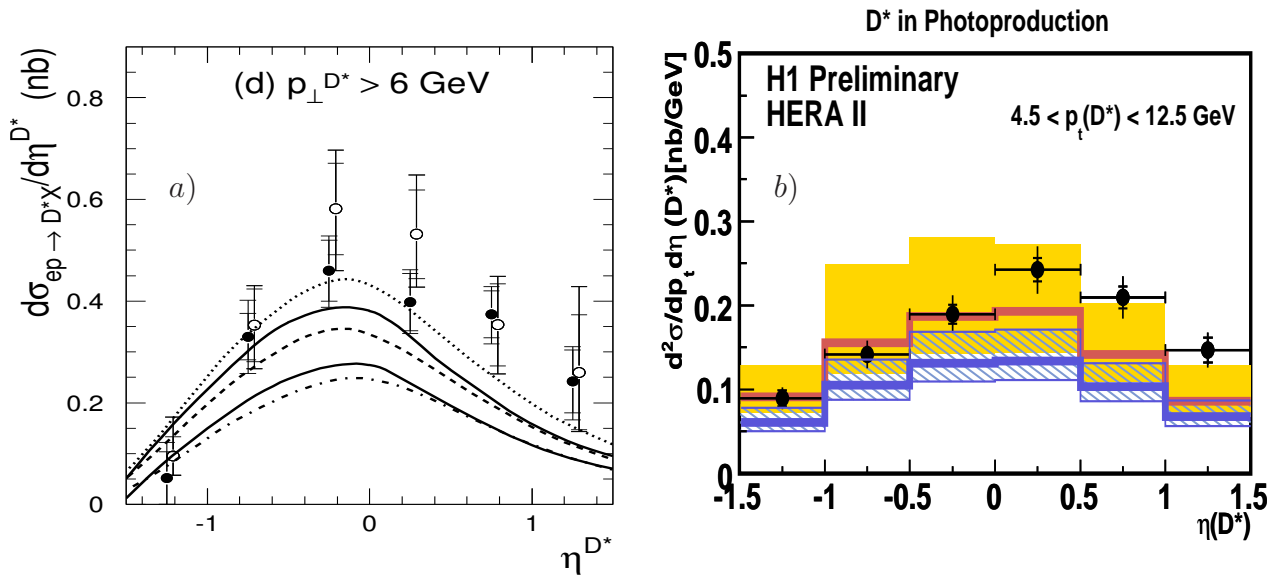 (d) p⊥ D* > 6 GeV
a)
dσep → D*X/dηD* (nb)
0.8
0.6
0.4
0.2
0
-1
0
1
ηD*
D* in Photoproduction
H1 Preliminary
HERA II
4.5 < pt(D*) < 12.5 GeV
b)
d2σ/dptdη (D*)[nb/GeV]
0.5
0.4
0.3
0.2
0.1
0
-1.5
-1
-0.5
0
0.5
1
1.5
η(D*)